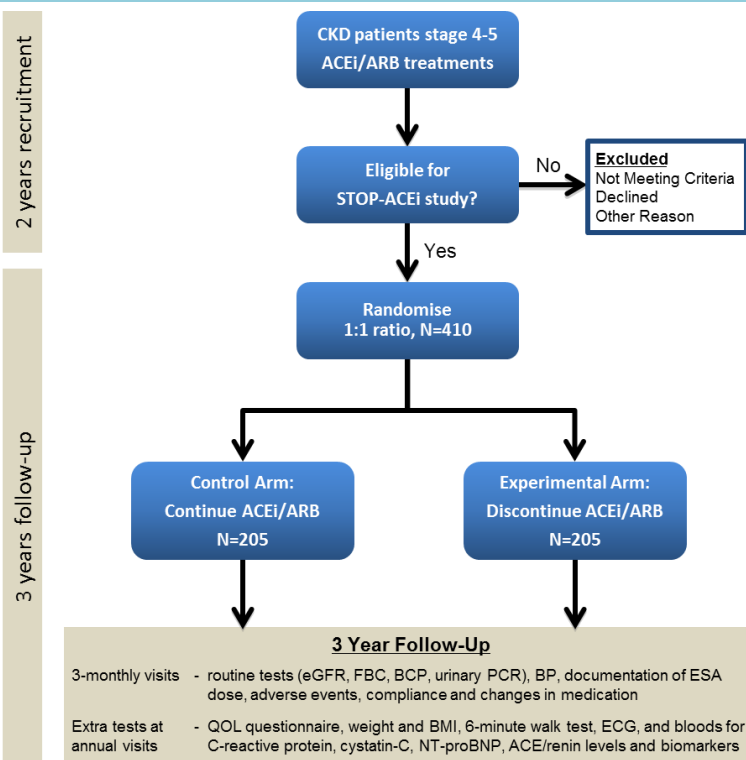 2 years recruitment
CKD patients stage 4-5
ACEi/ARB treatments
Eligible for
STOP-ACEi study?
No
Excluded
Not Meeting Criteria
Declined
Other Reason
Yes
3 years follow-up
Randomise
1:1 ratio, N=410
Control Arm:
Continue ACEi/ARB
N=205
Experimental Arm:
Discontinue ACEi/ARB
N=205
3 Year Follow-Up
3-monthly visits - routine tests (eGFR, FBC, BCP, urinary PCR), BP, documentation of ESA
dose, adverse events, compliance and changes in medication
Extra tests at - QOL questionnaire, weight and BMI, 6-minute walk test, ECG, and bloods for
annual visits C-reactive protein, cystatin-C, NT-proBNP, ACE/renin levels and biomarkers